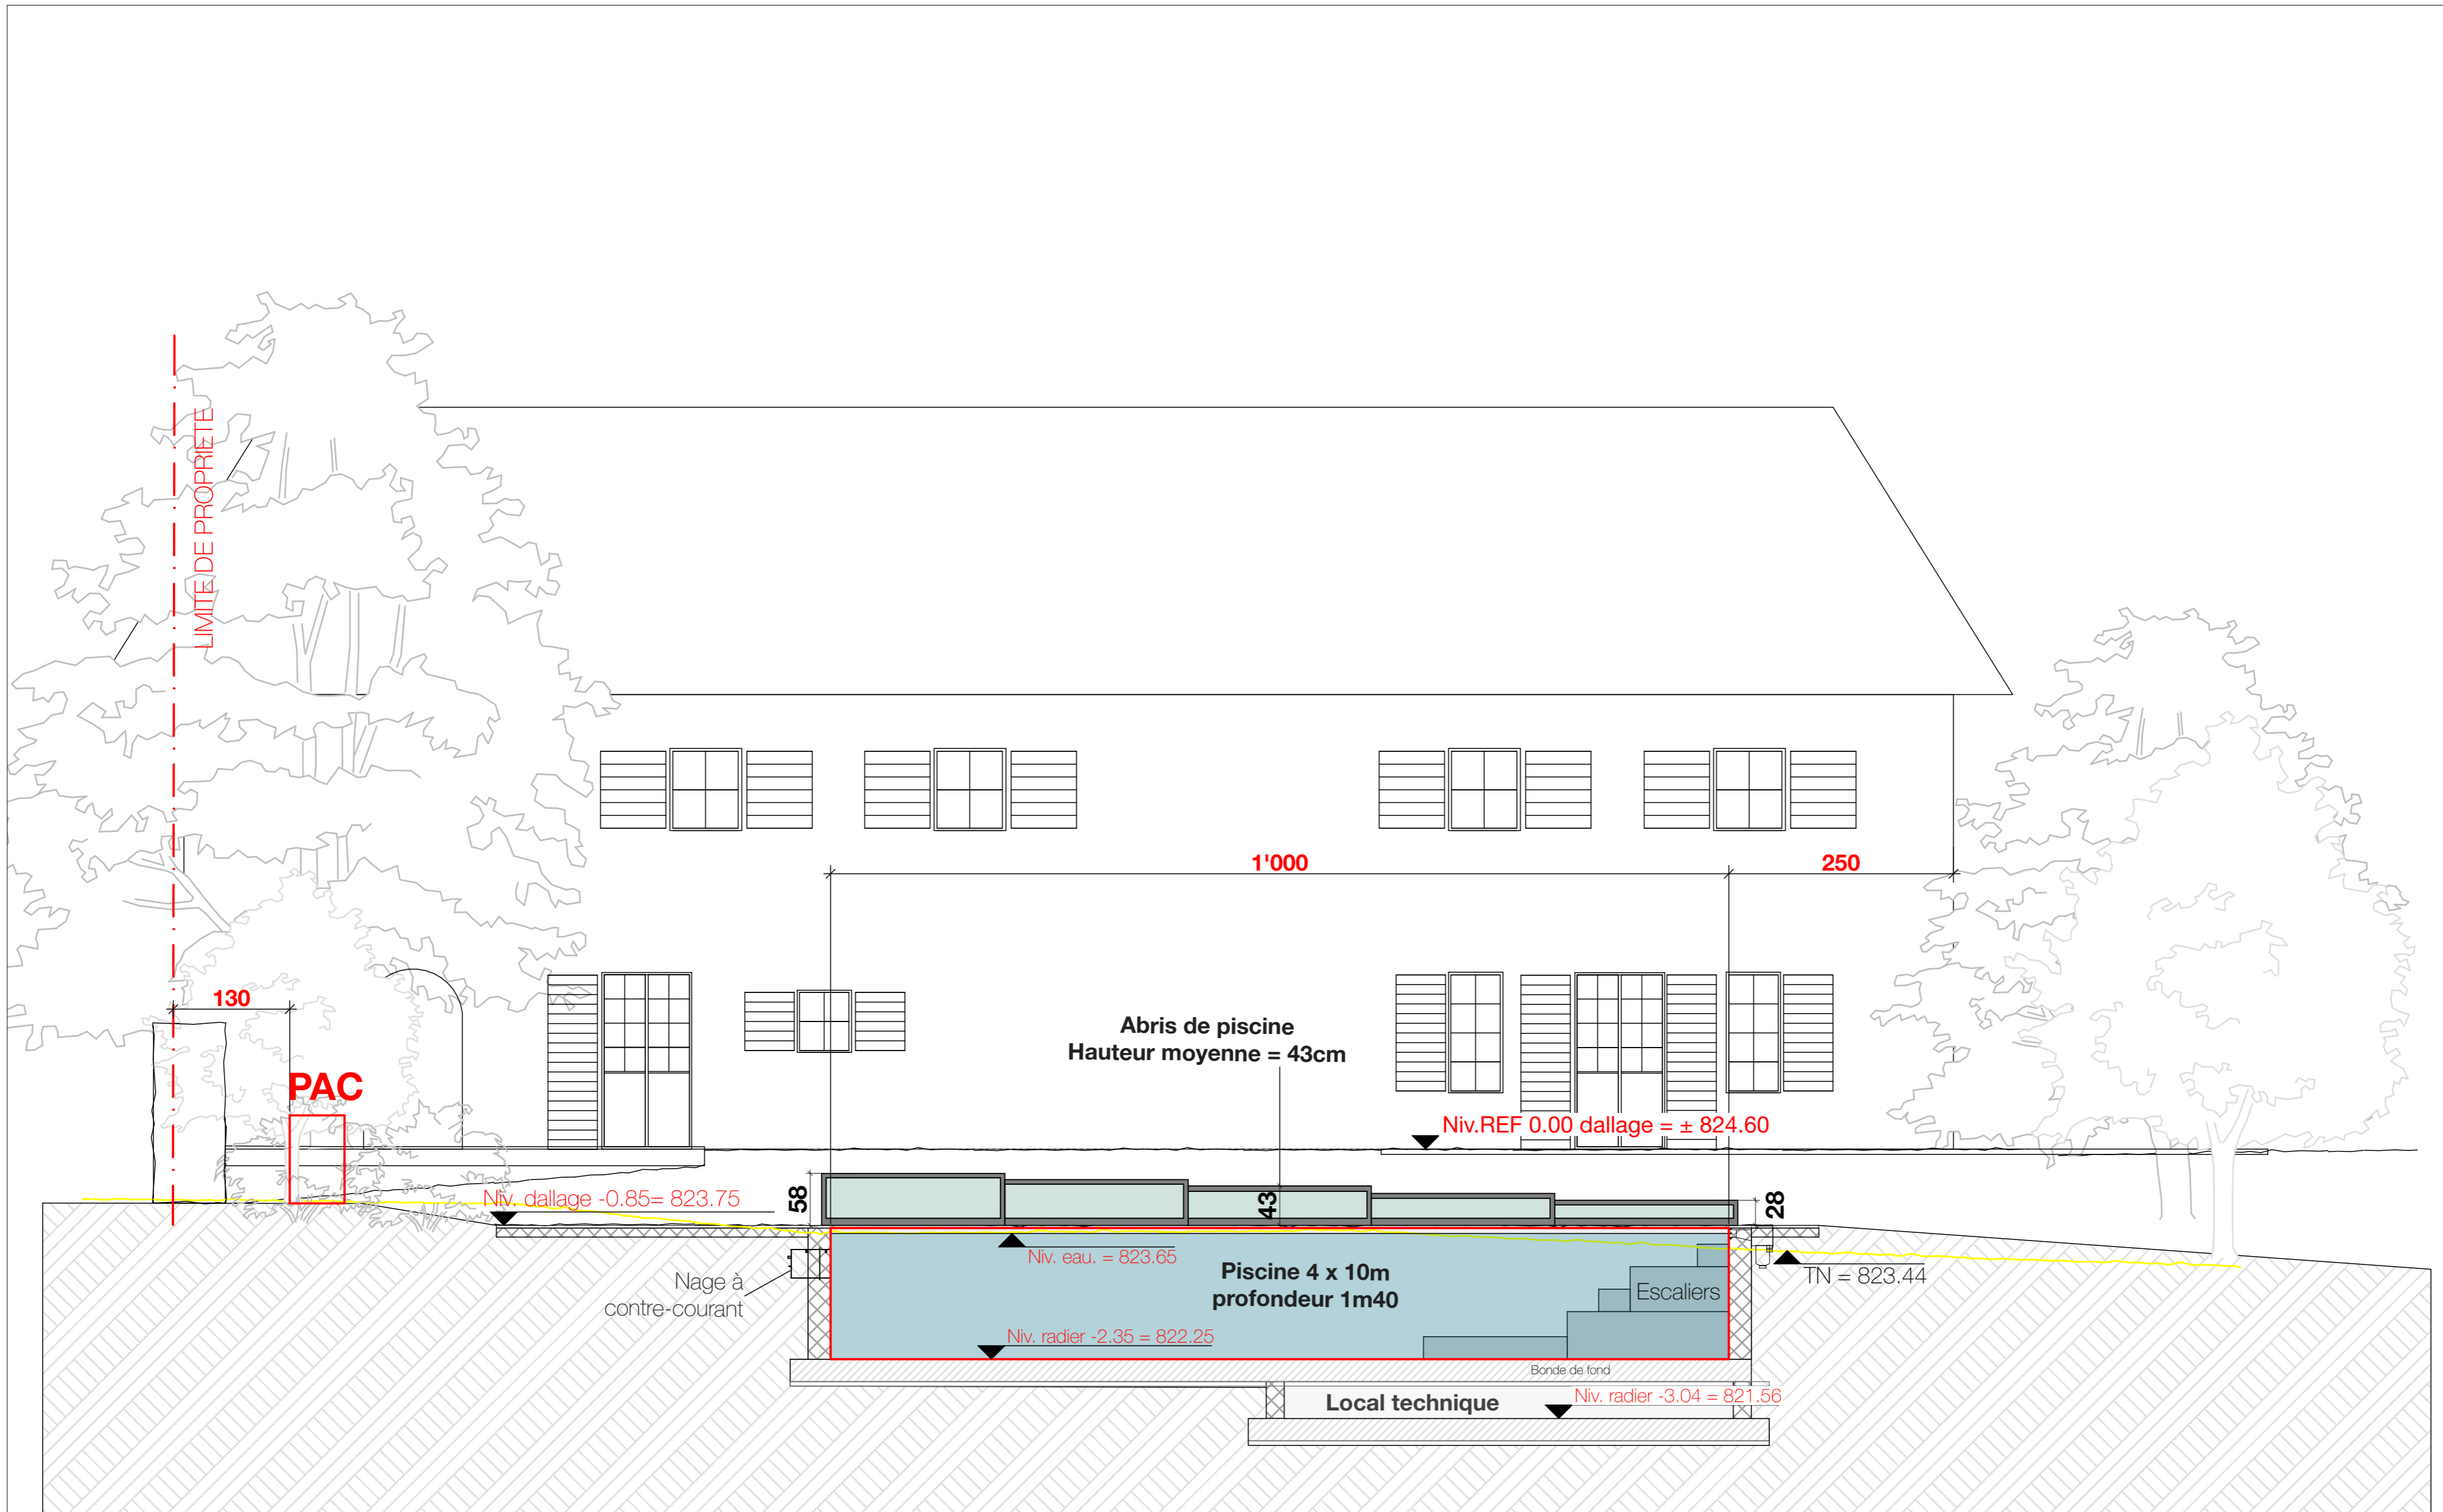 LIMITE DE PROPRIETE
1'000
250
130
Abris de piscine
Hauteur moyenne = 43cm
PAC
Niv.REF 0.00 dallage = ± 824.60
Niv. dallage -0.85= 823.75
58
43
28
Niv. eau. = 823.65
Nage à
contre-courant
Piscine 4 x 10m
profondeur 1m40
Escaliers
TN = 823.44
Niv. radier -2.35 = 822.25
Bonde de fond
Local technique
Niv. radier -3.04 = 821.56